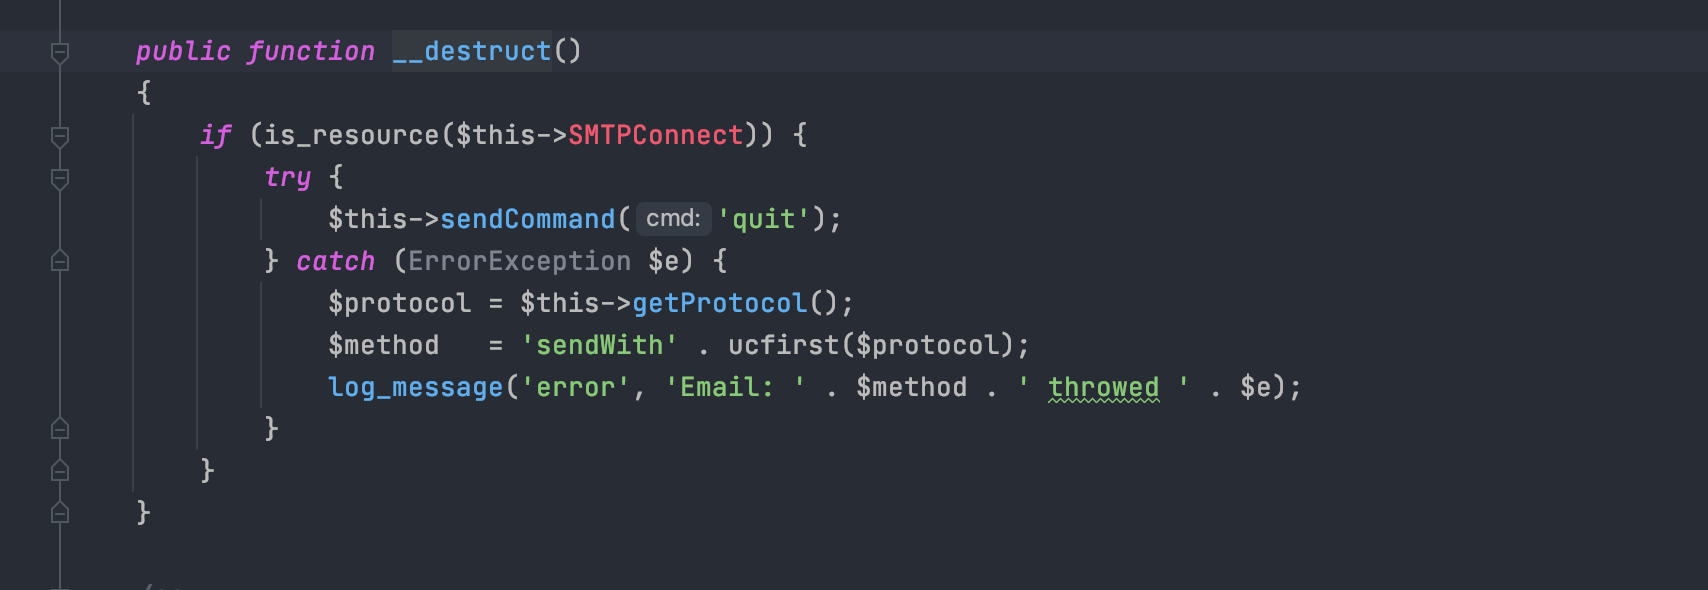 public function __destruct()
{
if (is_resource($this->SMTPConnect)) {
try {
$this->sendCommand( cmd: 'quit');
} catch (ErrorException $e) {
$protocol = $this->getProtocol();
$method   = 'sendWith' . ucfirst($protocol);
log_message('error', 'Email: ' . $method . ' throwed ' . $e);
}
}
}